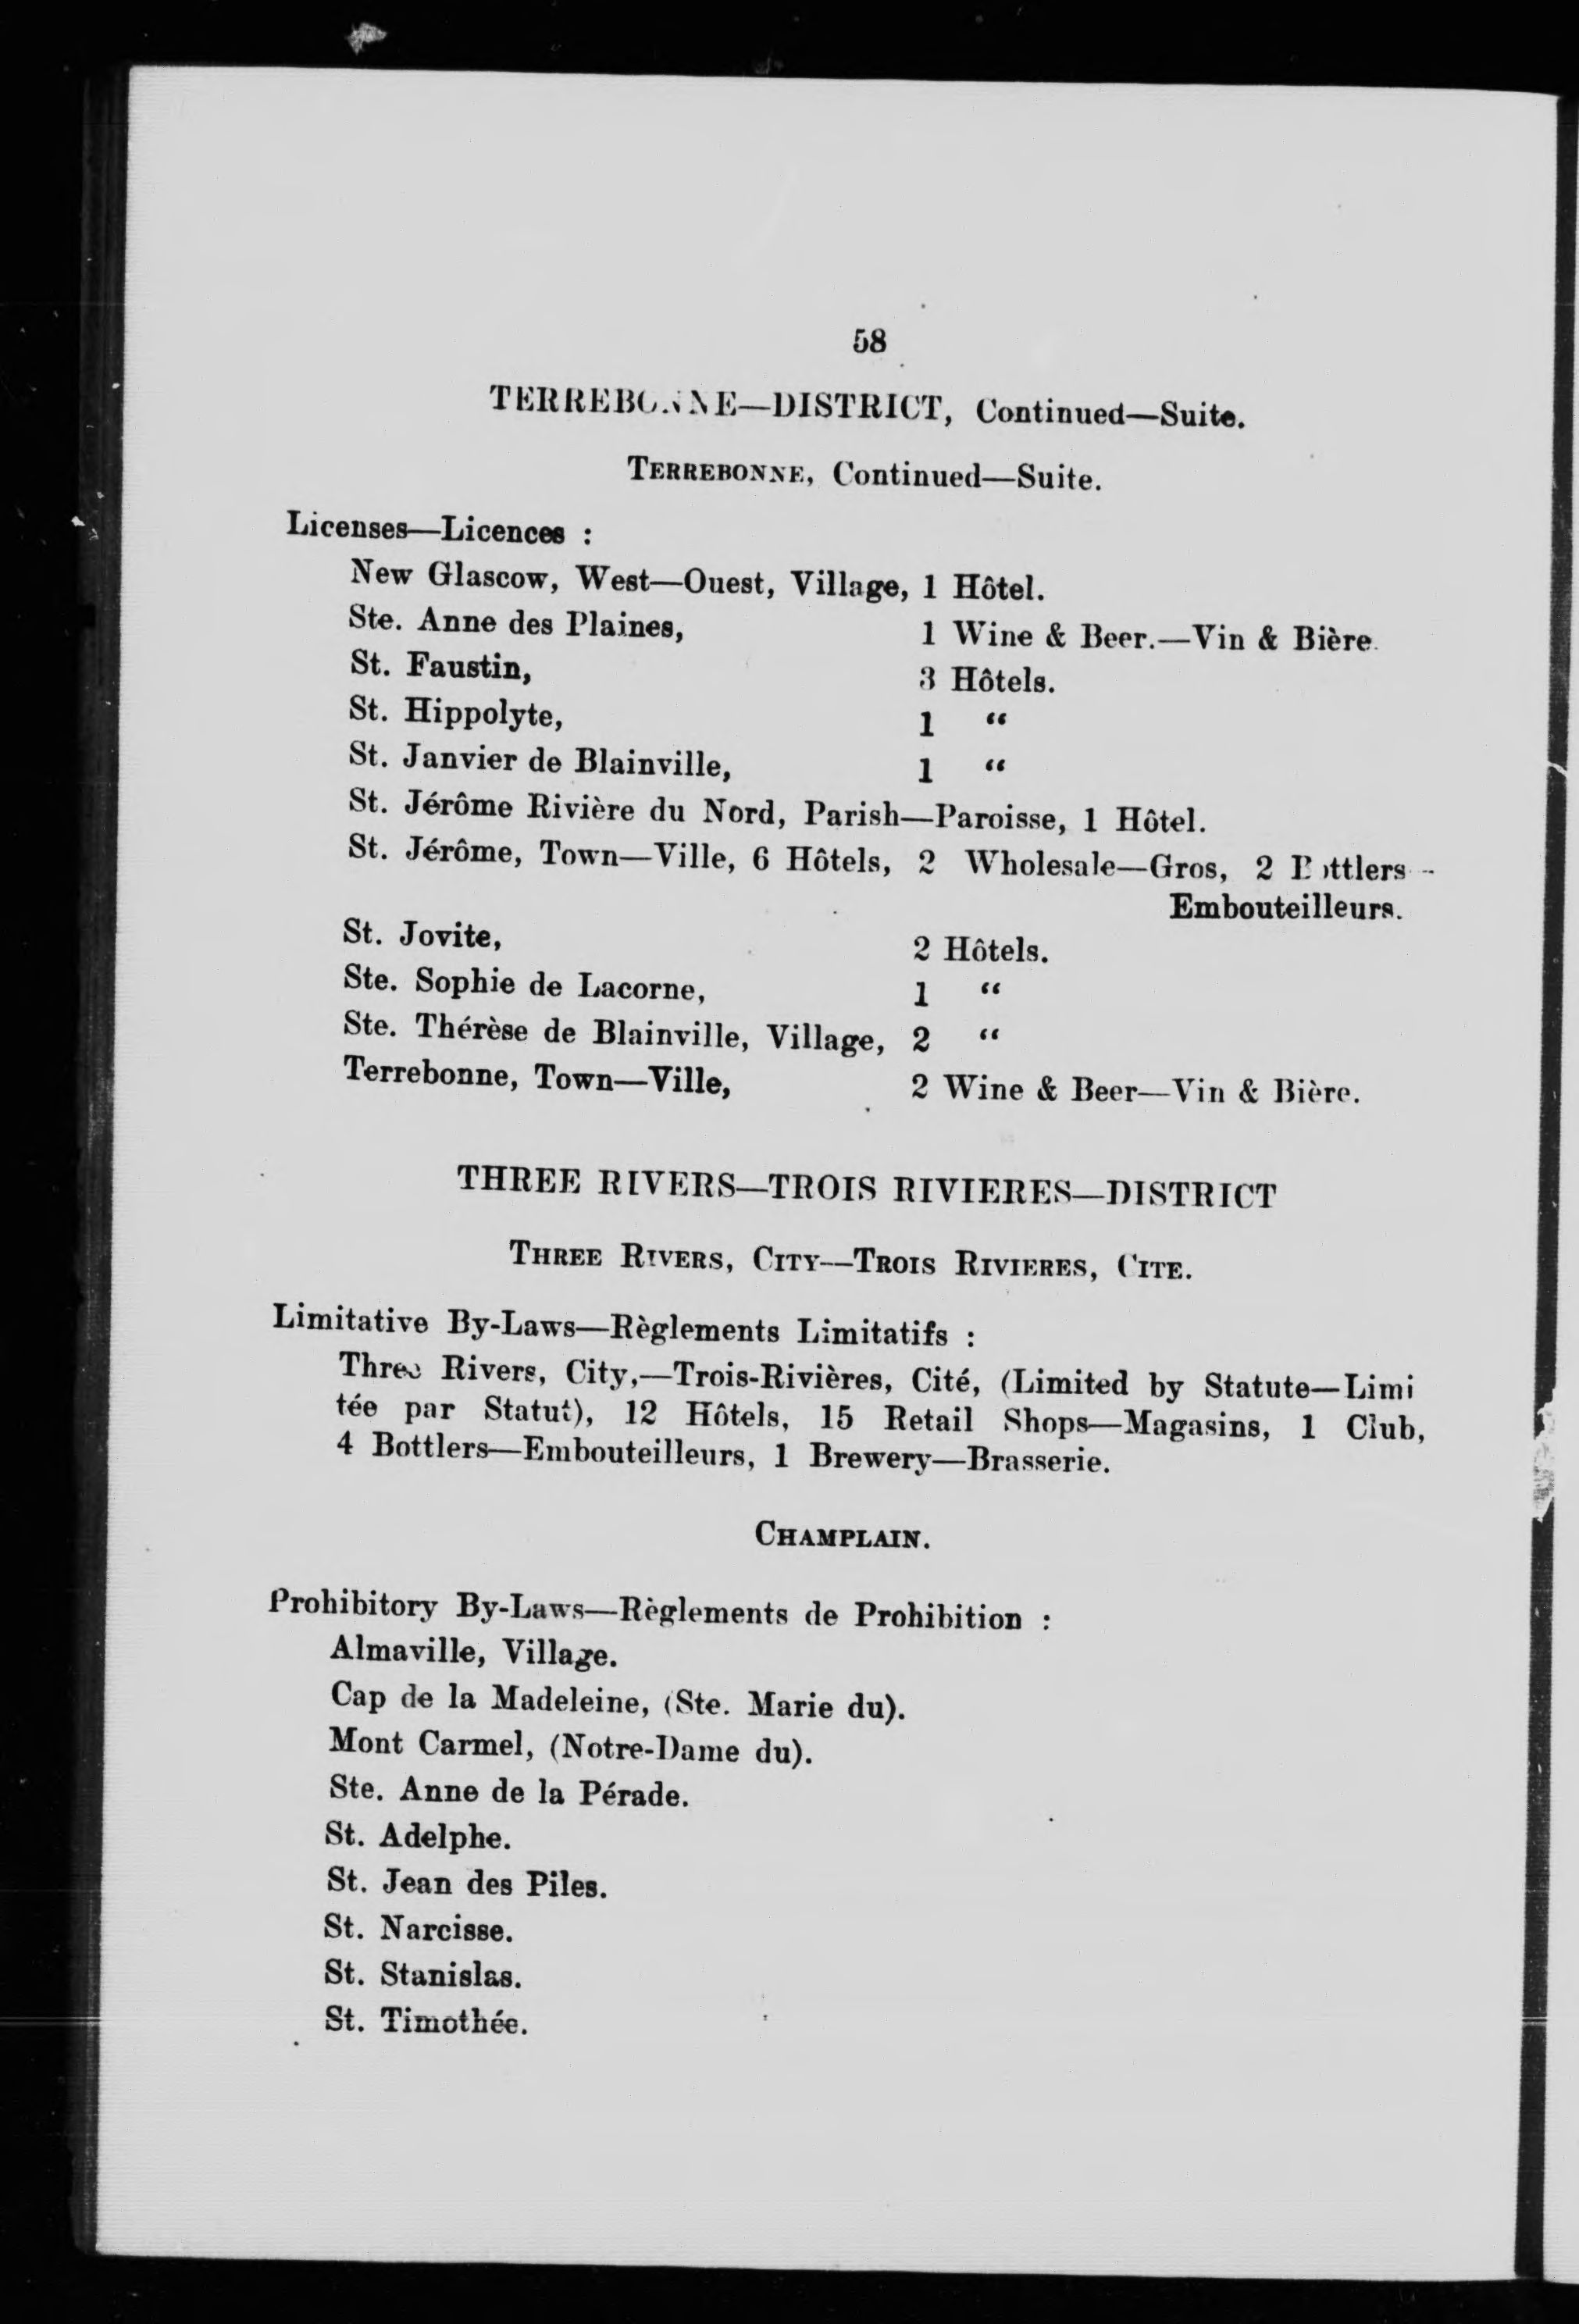 58
TERREBONNE—DISTRICT, Continued—Suite.
TERREBONNE, Continued—Suite.
Licenses—Licences :
New Glascow, West—Ouest, Village, 1 Hôtel.
Ste. Anne des Plaines, 1 Wine & Beer.—Vin & Bière.
St. Faustin, 3 Hôtels.
St. Hippolyte, 1 “
St. Janvier de Blainville, 1 “
St. Jérôme Rivière du Nord, Parish—Paroisse, 1 Hôtel.
St. Jérôme, Town—Ville, 6 Hôtels, 2 Wholesale—Gros, 2 Bottlers—
Embouteilleurs.
St. Jovite, 2 Hôtels.
Ste. Sophie de Lacorne, 1 “
Ste. Thérèse de Blainville, Village, 2 “
Terrebonne, Town—Ville, 2 Wine & Beer—Vin & Bière.
THREE RIVERS—TROIS RIVIERES—DISTRICT
THREE RIVERS, CITY—TROIS RIVIERES, CITE.
Limitative By-Laws—Règlements Limitatifs :
Three Rivers, City,—Trois-Rivières, Cité, (Limited by Statute—Limi
tée par Statut), 12 Hôtels, 15 Retail Shops—Magasins, 1 Club,
4 Bottlers—Embouteilleurs, 1 Brewery—Brasserie.
CHAMPLAIN.
Prohibitory By-Laws—Règlements de Prohibition :
Almaville, Village.
Cap de la Madeleine, (Ste. Marie du).
Mont Carmel, (Notre-Dame du).
Ste. Anne de la Pérade.
St. Adelphe.
St. Jean des Piles.
St. Narcisse.
St. Stanislas.
St. Timothée.